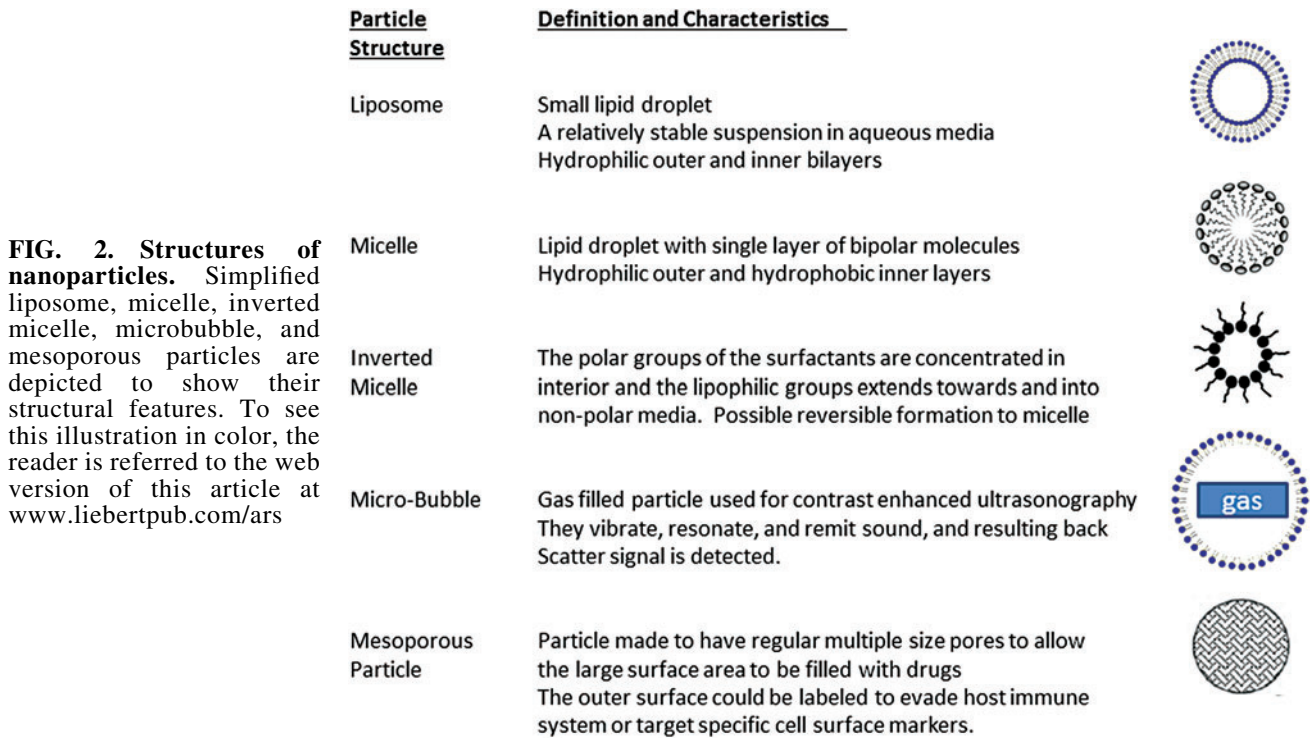 FIG. 2. Structures of
nanoparticles. Simplified
liposome, micelle, inverted
micelle, microbubble, and
mesoporous particles are
depicted to show their
structural features. To see
this illustration in color, the
reader is referred to the web
version of this article at
www.liebertpub.com/ars
Particle Structure
Definition and Characteristics
Liposome
Small lipid droplet
A relatively stable suspension in aqueous media
Hydrophilic outer and inner bilayers
Micelle
Lipid droplet with single layer of bipolar molecules
Hydrophilic outer and hydrophobic inner layers
Inverted
Micelle
The polar groups of the surfactants are concentrated in
interior and the lipophilic groups extends towards and into
non-polar media. Possible reversible formation to micelle
Micro-Bubble
Gas filled particle used for contrast enhanced ultrasonography
They vibrate, resonate, and remit sound, and resulting back
Scatter signal is detected.
gas
Mesoporous
Particle
Particle made to have regular multiple size pores to allow
the large surface area to be filled with drugs
The outer surface could be labeled to evade host immune
system or target specific cell surface markers.